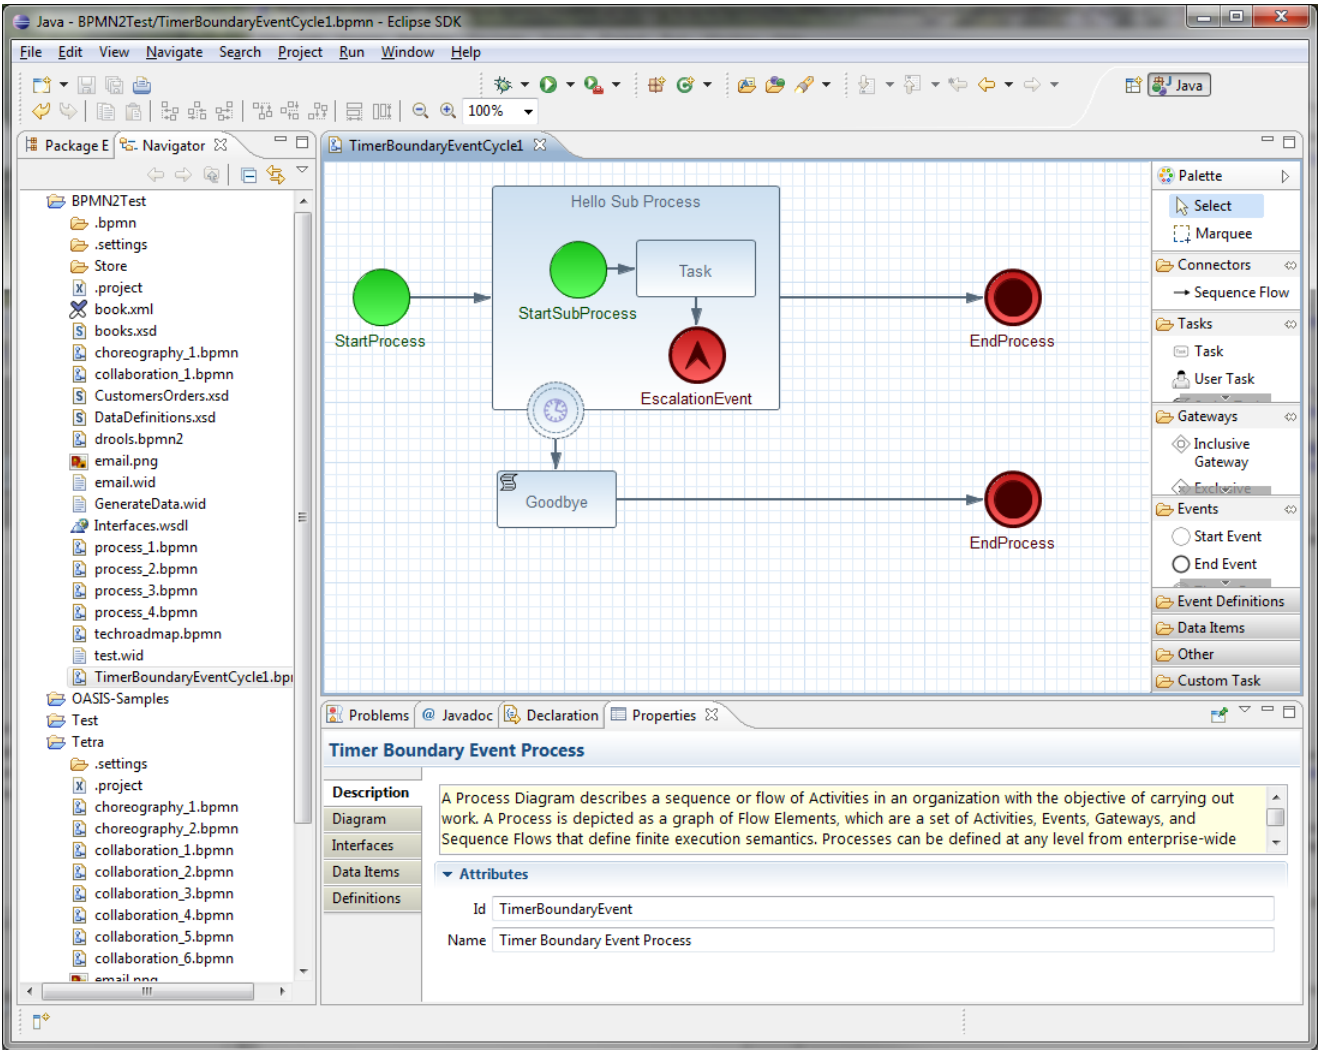 Java - BPMN2Test/TimerBoundaryEventCycle1.bpmn - Eclipse SDK
File Edit View Navigate Search Project Run Window Help
Java
100%
Package E Navigator
TimerBoundaryEventCycle1
BPMN2Test
.bpmn
.settings
Store
.project
book.xml
books.xsd
choreography_1.bpmn
collaboration_1.bpmn
CustomersOrders.xsd
DataDefinitions.xsd
drools.bpmn2
email.png
email.wid
GenerateData.wid
Interfaces.wsdl
process_1.bpmn
process_2.bpmn
process_3.bpmn
process_4.bpmn
techroadmap.bpmn
test.wid
TimerBoundaryEventCycle1.bp
OASIS-Samples
Test
Tetra
.settings
.project
choreography_1.bpmn
choreography_2.bpmn
collaboration_1.bpmn
collaboration_2.bpmn
collaboration_3.bpmn
collaboration_4.bpmn
collaboration_5.bpmn
collaboration_6.bpmn
email.png
Hello Sub Process
Task
StartSubProcess
StartProcess
EndProcess
EscalationEvent
Goodbye
EndProcess
Palette
Select
Marquee
Connectors
Sequence Flow
Tasks
Task
User Task
Gateways
Inclusive
Gateway
Exclusive
Events
Start Event
End Event
Event Definitions
Data Items
Other
Custom Task
Problems @ Javadoc Declaration Properties
Timer Boundary Event Process
Description
Diagram
Interfaces
Data Items
Definitions
A Process Diagram describes a sequence or flow of Activities in an organization with the objective of carrying out
work. A Process is depicted as a graph of Flow Elements, which are a set of Activities, Events, Gateways, and
Sequence Flows that define finite execution semantics. Processes can be defined at any level from enterprise-wide
Attributes
Id TimerBoundaryEvent
Name Timer Boundary Event Process